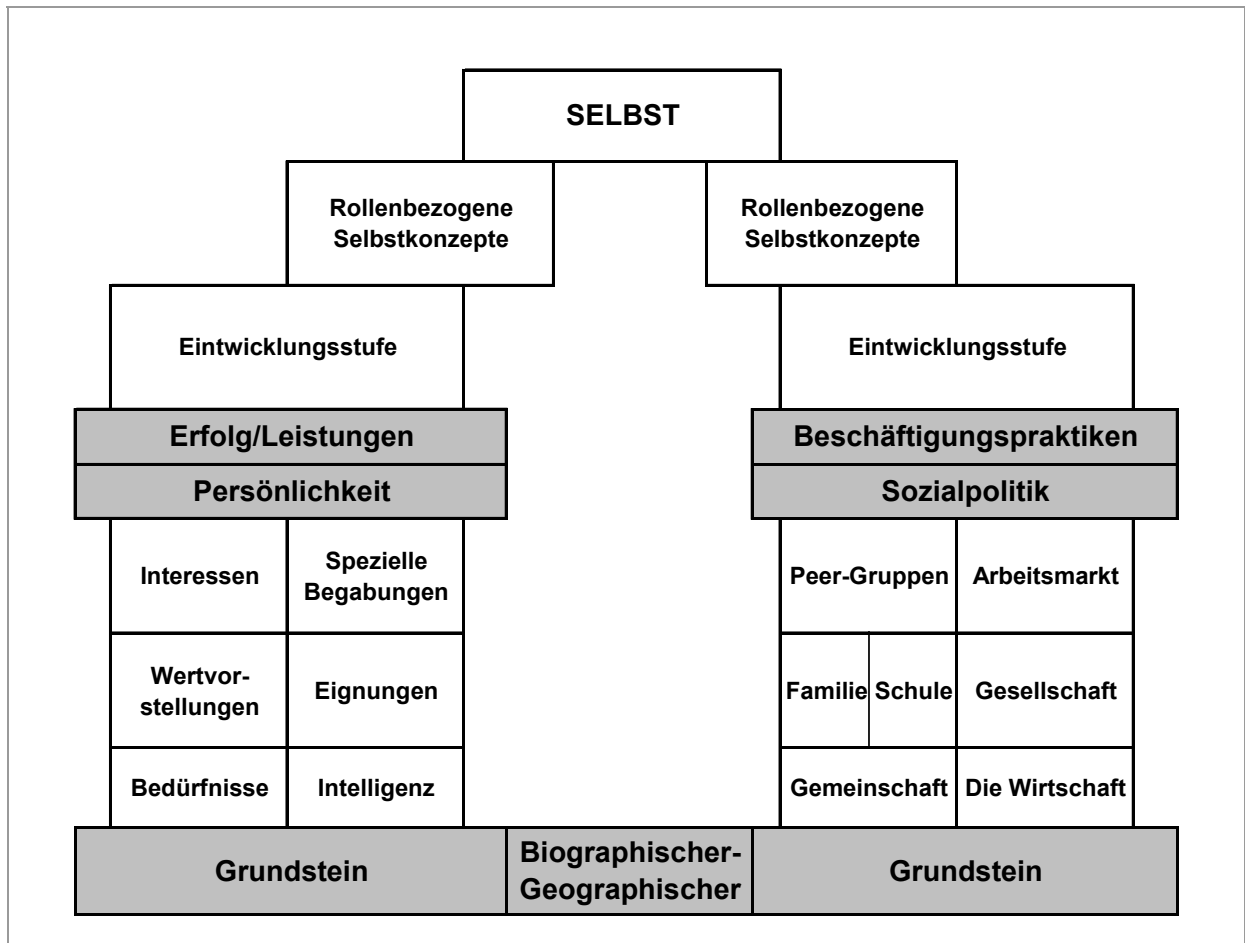 SELBST
Rollenbezogene
Selbstkonzepte
Rollenbezogene
Selbstkonzepte
Eintwicklungsstufe
Eintwicklungsstufe
Erfolg/Leistungen
Beschäftigungspraktiken
Persönlichkeit
Sozialpolitik
Interessen
Spezielle
Begabungen
Peer-Gruppen
Arbeitsmarkt
Wertvor-
stellungen
Eignungen
Familie
Schule
Gesellschaft
Bedürfnisse
Intelligenz
Gemeinschaft
Die Wirtschaft
Grundstein
Biographischer-
Geographischer
Grundstein